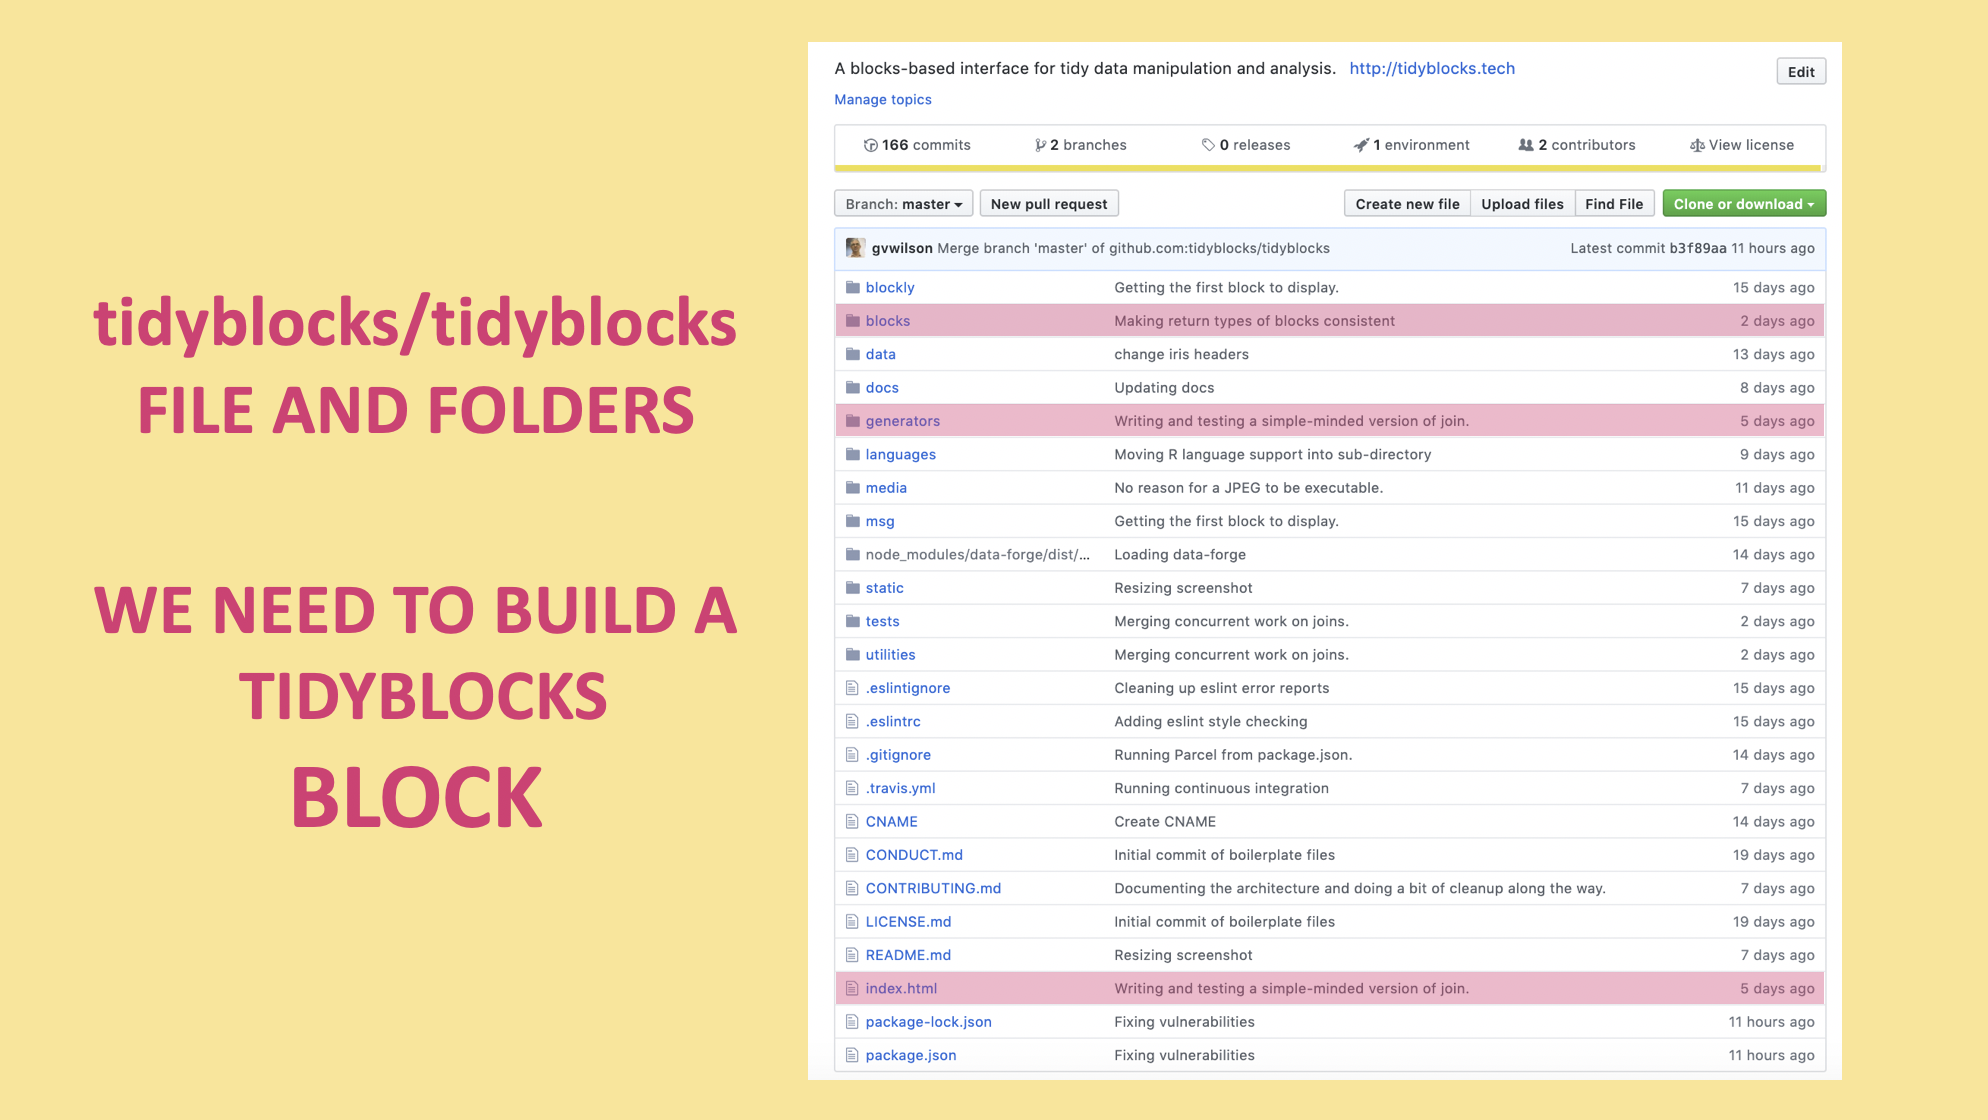 tidyblocks/tidyblocks
FILE AND FOLDERS
WE NEED TO BUILD A
TIDYBLOCKS
BLOCK
A blocks-based interface for tidy data manipulation and analysis. http://tidyblocks.tech
Edit
Manage topics
166 commits 2 branches 0 releases 1 environment 2 contributors View license
Branch: master New pull request Create new file Upload files Find File Clone or download
gvwilson Merge branch 'master' of github.com:tidyblocks/tidyblocks Latest commit b3f89aa 11 hours ago
blockly Getting the first block to display. 15 days ago
blocks Making return types of blocks consistent 2 days ago
data change iris headers 13 days ago
docs Updating docs 8 days ago
generators Writing and testing a simple-minded version of join. 5 days ago
languages Moving R language support into sub-directory 9 days ago
media No reason for a JPEG to be executable. 11 days ago
msg Getting the first block to display. 15 days ago
node_modules/data-forge/dist/... Loading data-forge 14 days ago
static Resizing screenshot 7 days ago
tests Merging concurrent work on joins. 2 days ago
utilities Merging concurrent work on joins. 2 days ago
.eslintignore Cleaning up eslint error reports 15 days ago
.eslintrc Adding eslint style checking 15 days ago
.gitignore Running Parcel from package.json. 14 days ago
.travis.yml Running continuous integration 7 days ago
CNAME Create CNAME 14 days ago
CONDUCT.md Initial commit of boilerplate files 19 days ago
CONTRIBUTING.md Documenting the architecture and doing a bit of cleanup along the way. 7 days ago
LICENSE.md Initial commit of boilerplate files 19 days ago
README.md Resizing screenshot 7 days ago
index.html Writing and testing a simple-minded version of join. 5 days ago
package-lock.json Fixing vulnerabilities 11 hours ago
package.json Fixing vulnerabilities 11 hours ago